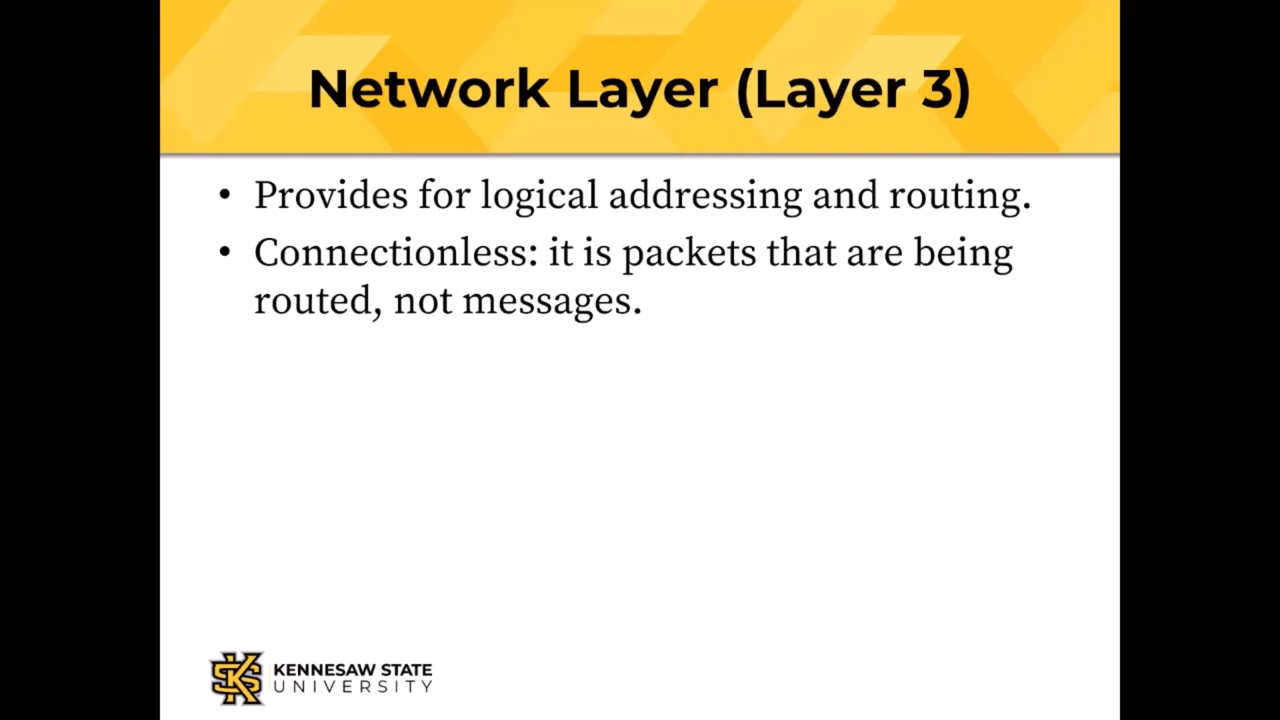 Network Layer (Layer 3)
• Provides for logical addressing and routing.
• Connectionless: it is packets that are being
routed, not messages.
KENNESAW STATE
UNIVERSITY